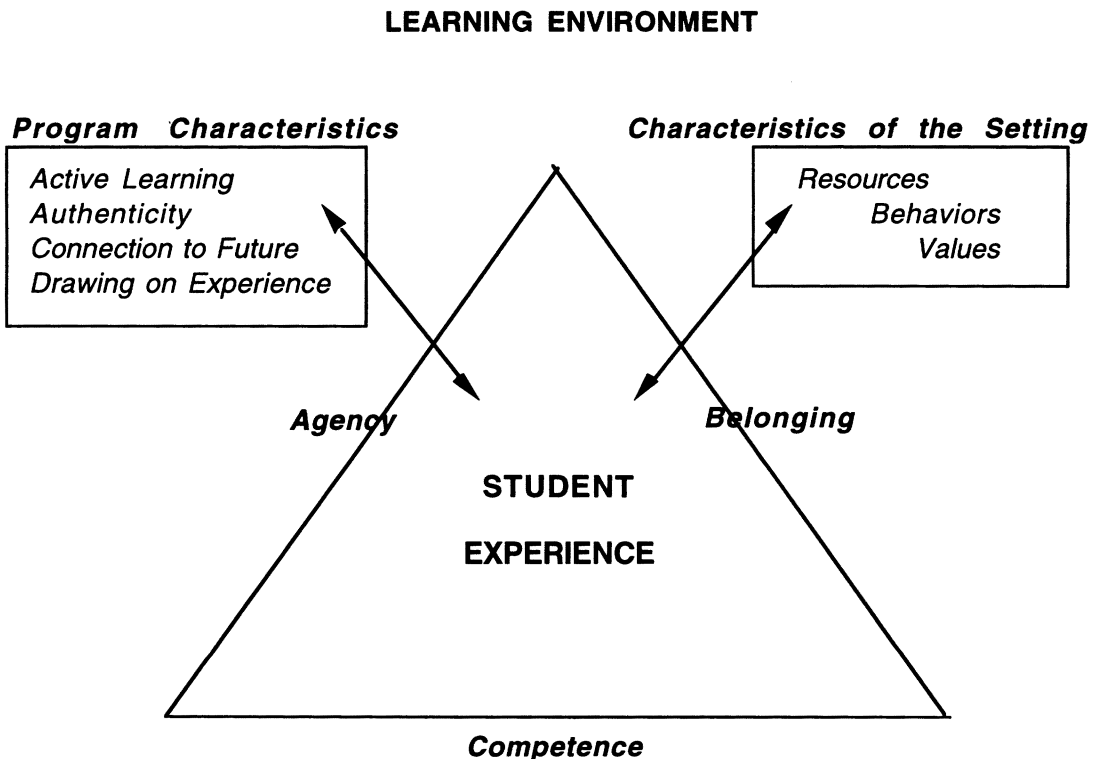 LEARNING ENVIRONMENT
Program Characteristics
Active Learning
Authenticity
Connection to Future
Drawing on Experience
Characteristics of the Setting
Resources
Behaviors
Values
Agency
Belonging
STUDENT
EXPERIENCE
Competence